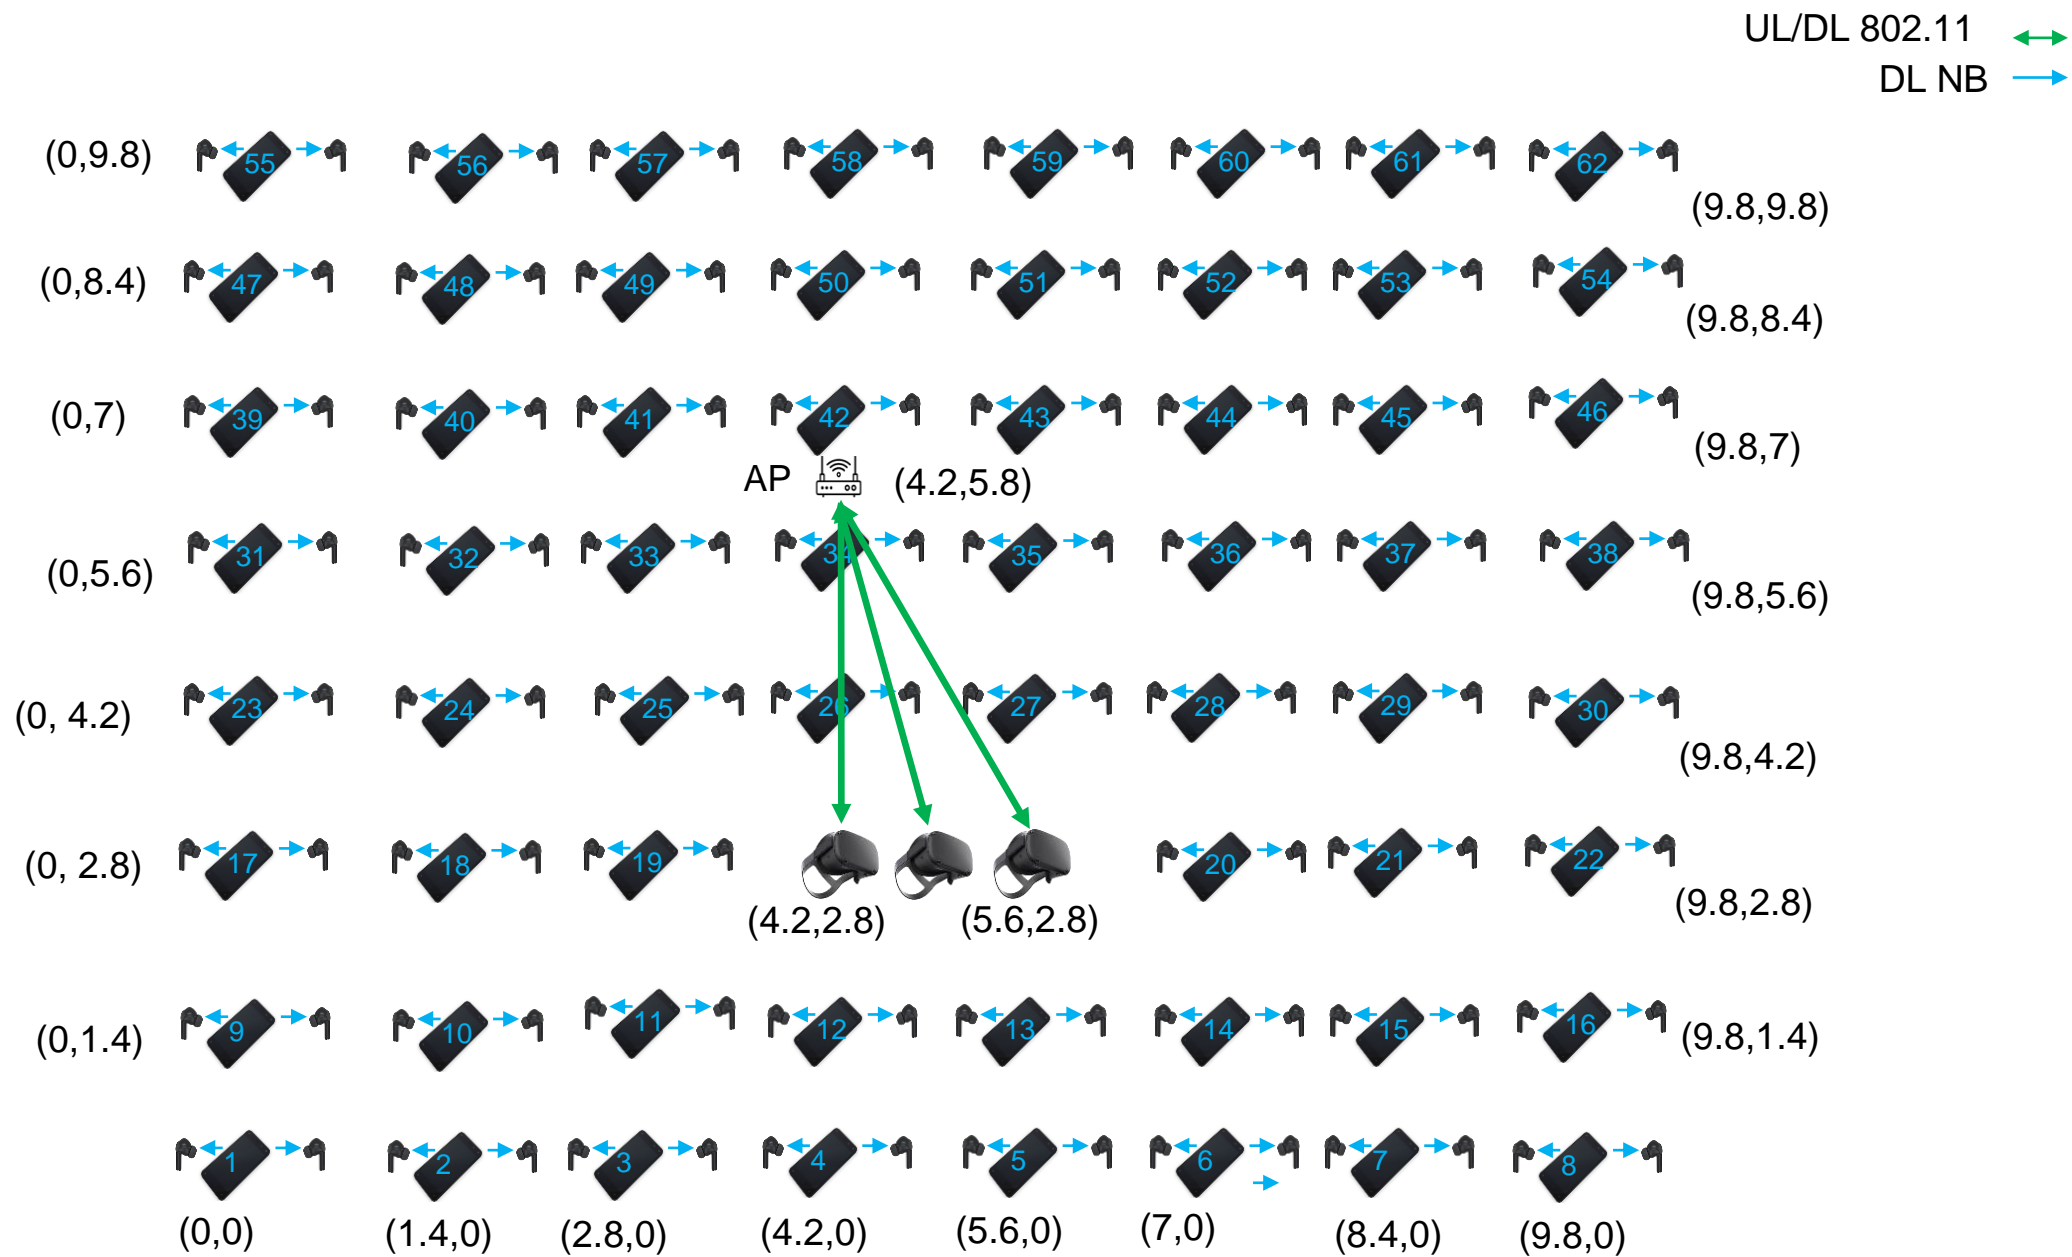 UL/DL 802.11
DL NB
(0,9.8) 55 56 57 58 59 60 61 62
(9.8,9.8)
(0,8.4) 47 48 49 50 51 52 53 54
(9.8,8.4)
(0,7) 39 40 41 42 43 44 45 46
(9.8,7)
AP (4.2,5.8)
(0,5.6) 31 32 33 34 35 36 37 38
(9.8,5.6)
(0, 4.2) 23 24 25 26 27 28 29 30
(9.8,4.2)
(0, 2.8) 17 18 19 20 21 22
(4.2,2.8) (5.6,2.8) (9.8,2.8)
(0,1.4) 9 10 11 12 13 14 15 16 (9.8,1.4)
1 2 3 4 5 6 7 8
(0,0) (1.4,0) (2.8,0) (4.2,0) (5.6,0) (7,0) (8.4,0) (9.8,0)